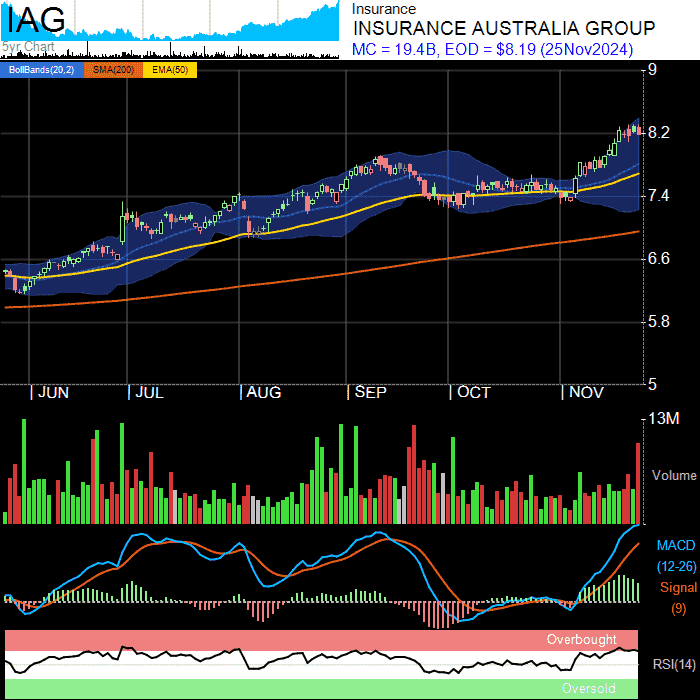 IAG
5yr Chart
Insurance
INSURANCE AUSTRALIA GROUP
MC = 19.4B, EOD = $8.19 (25Nov2024)
BollBands(20,2) SMA(200) EMA(50)
9
8.2
7.4
6.6
5.8
5
JUN JUL AUG SEP OCT NOV
13M
Volume
MACD
(12-26)
Signal
(9)
Overbought
RSI(14)
Oversold